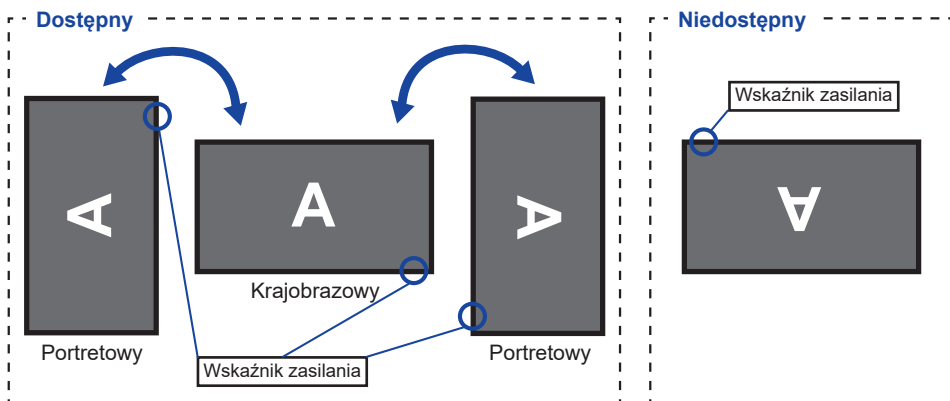 Dostępny
Niedostępny
Wskaźnik zasilania
A
A
A
A
Krajobrazowy
Portretowy
Wskaźnik zasilania
Portretowy